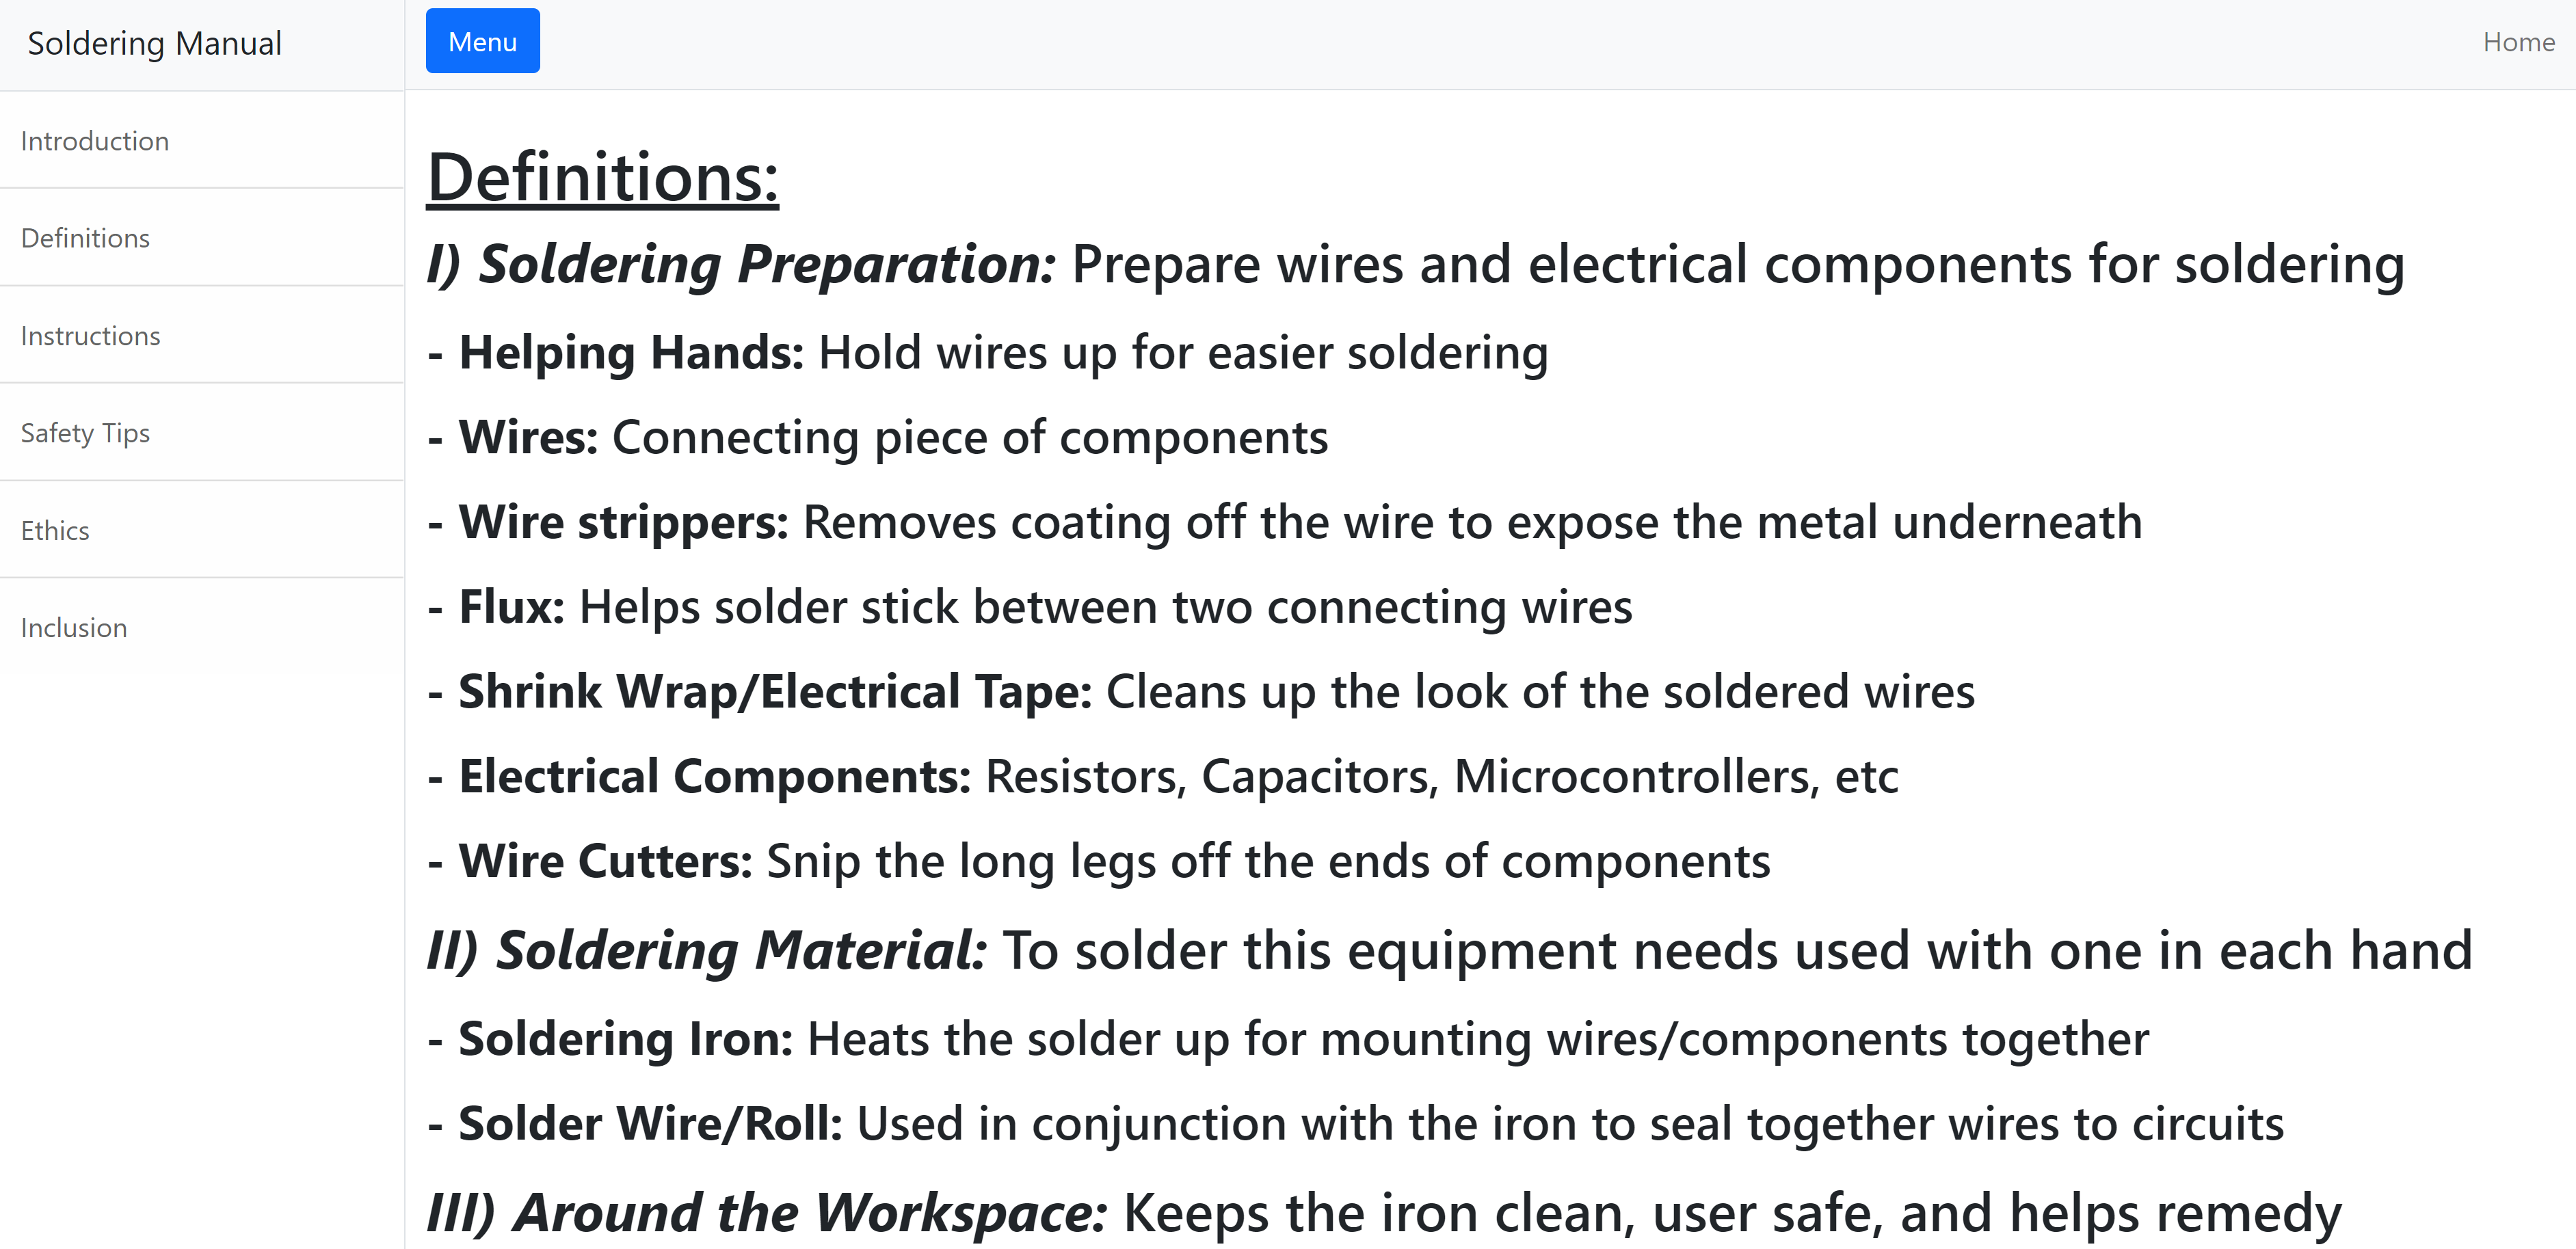 Soldering Manual
Menu
Home
Introduction
Definitions
Instructions
Safety Tips
Ethics
Inclusion
Definitions:
I) Soldering Preparation: Prepare wires and electrical components for soldering
- Helping Hands: Hold wires up for easier soldering
- Wires: Connecting piece of components
- Wire strippers: Removes coating off the wire to expose the metal underneath
- Flux: Helps solder stick between two connecting wires
- Shrink Wrap/Electrical Tape: Cleans up the look of the soldered wires
- Electrical Components: Resistors, Capacitors, Microcontrollers, etc
- Wire Cutters: Snip the long legs off the ends of components
II) Soldering Material: To solder this equipment needs used with one in each hand
- Soldering Iron: Heats the solder up for mounting wires/components together
- Solder Wire/Roll: Used in conjunction with the iron to seal together wires to circuits
III) Around the Workspace: Keeps the iron clean, user safe, and helps remedy